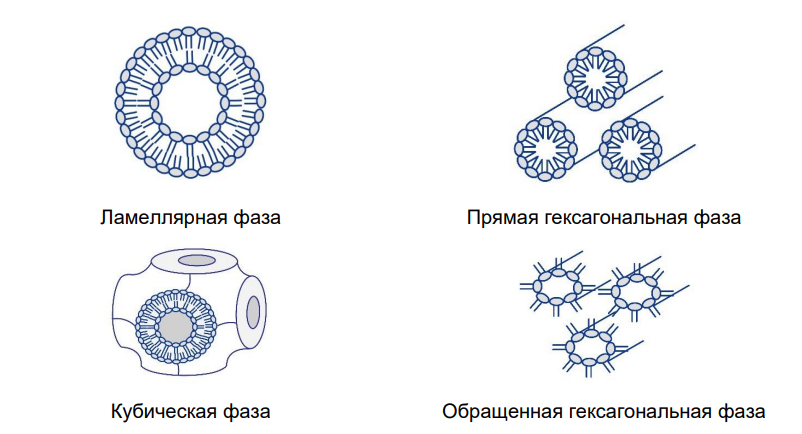 Ламеллярная фаза
Прямая гексагональная фаза
Кубическая фаза
Обращенная гексагональная фаза